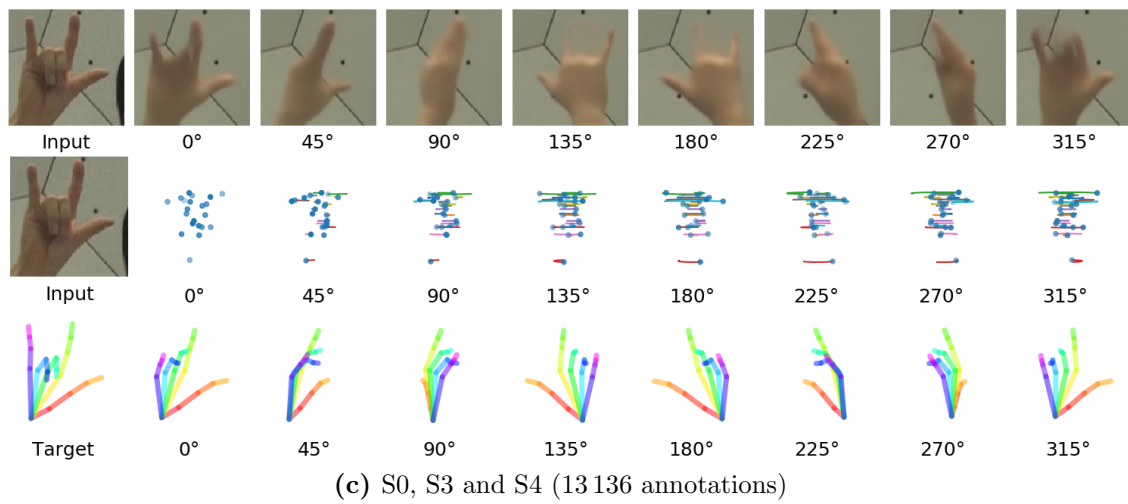 Input 0° 45° 90° 135° 180° 225° 270° 315°
Input 0° 45° 90° 135° 180° 225° 270° 315°
Target 0° 45° 90° 135° 180° 225° 270° 315°
(c) S0, S3 and S4 (13 136 annotations)